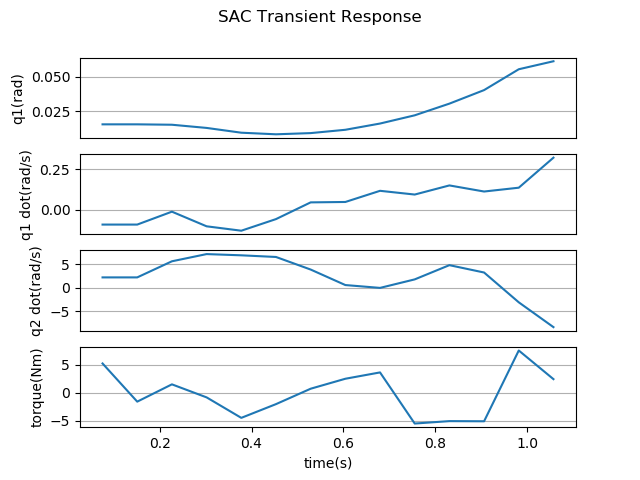 SAC Transient Response
q1(rad)
0.050
0.025
q1 dot(rad/s)
0.25
0.00
q2 dot(rad/s)
5
0
−5
torque(Nm)
5
0
−5
0.2 0.4 0.6 0.8 1.0
time(s)